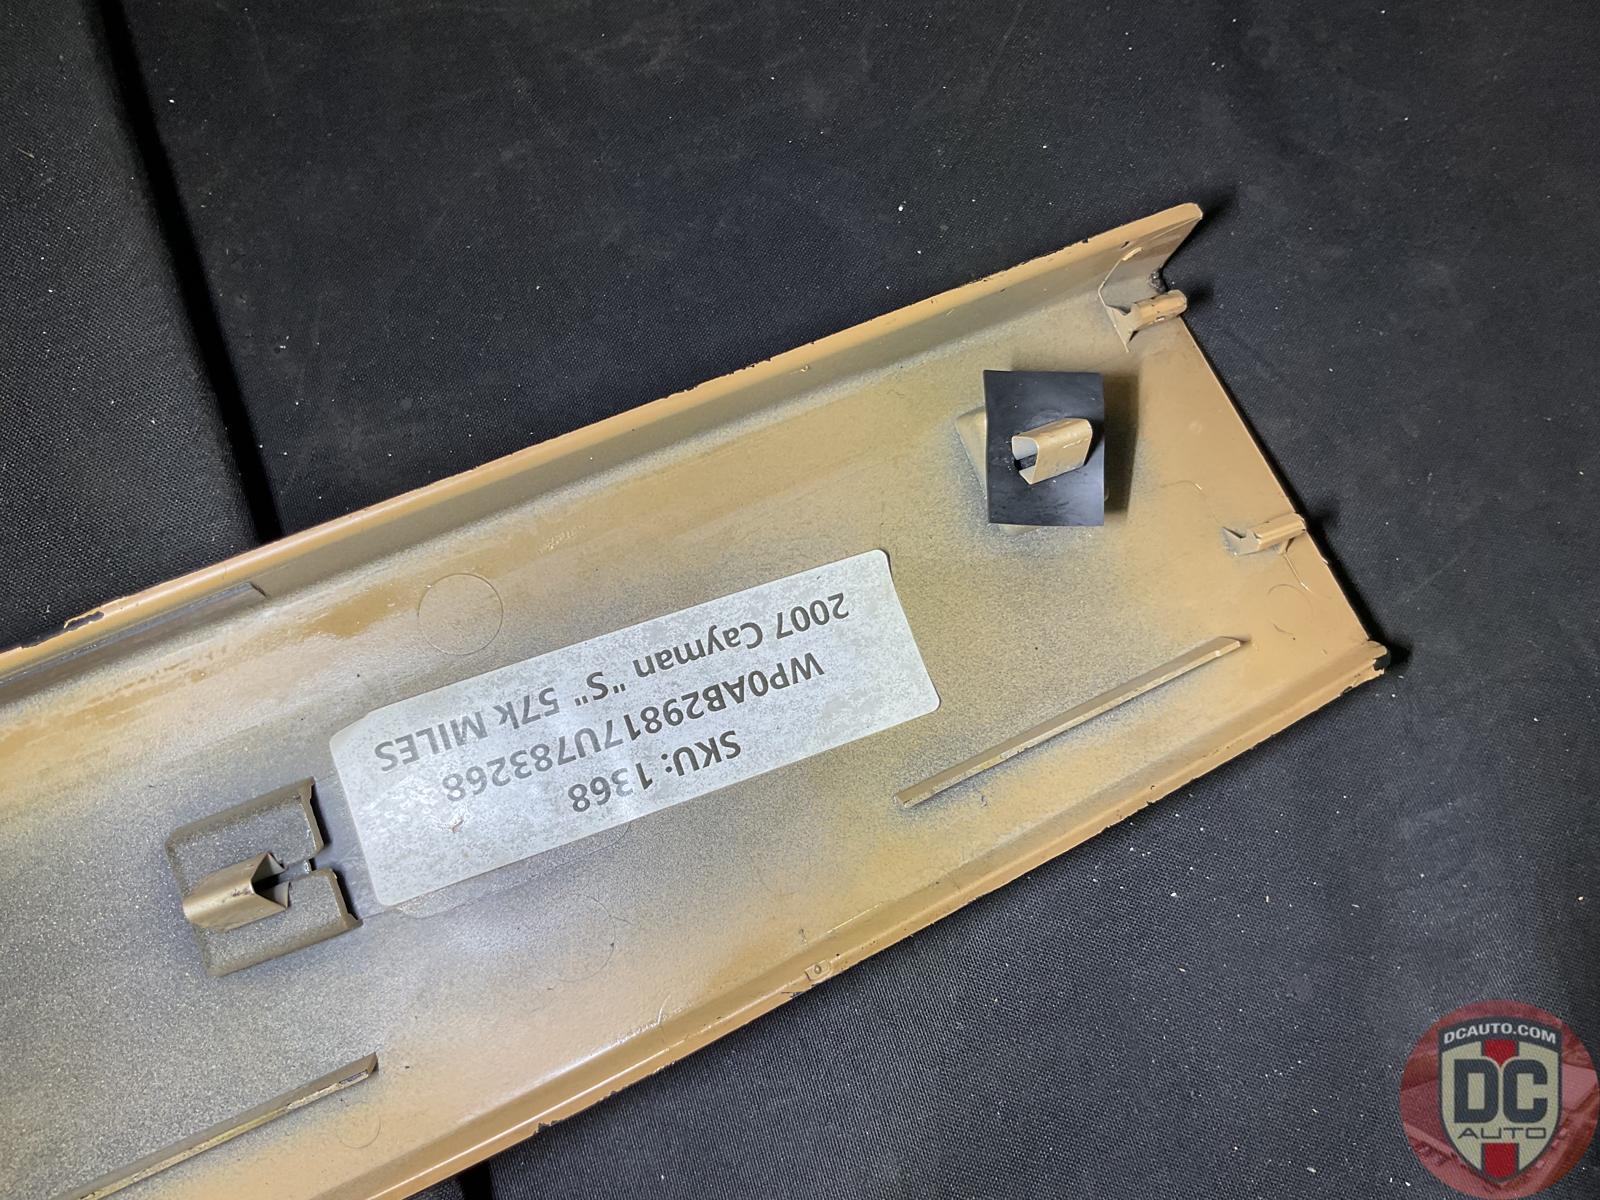 SKU: 1368
WP0AB29817U783268
2007 Cayman "S" 57k MILES
DCAUTO.COM
DC
AUTO